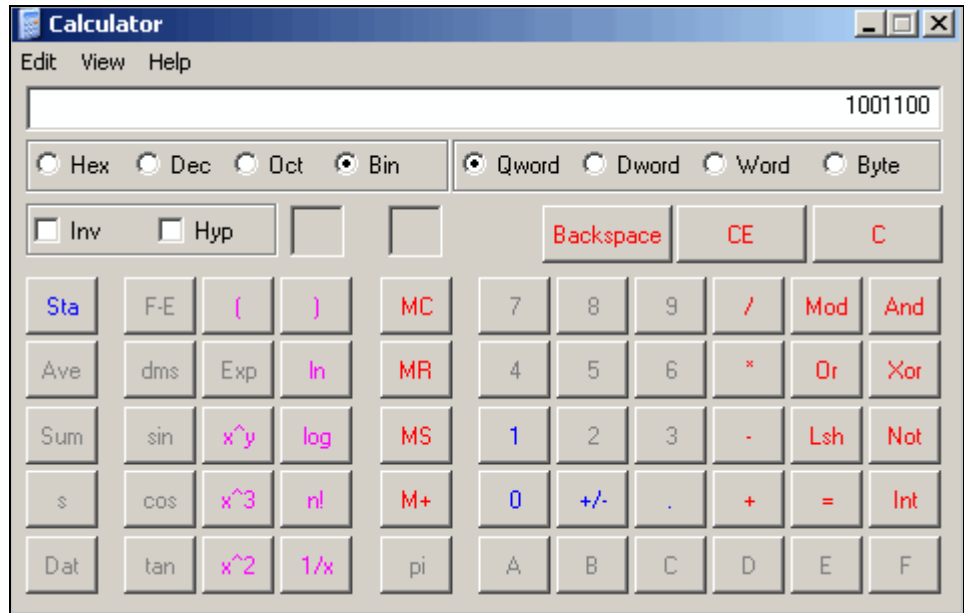 Calculator
Edit View Help
1001100
Hex Dec Oct Bin Qword Dword Word Byte
Inv Hyp Backspace CE C
Sta F-E ( ) MC 7 8 9 / Mod And
Ave dms Exp ln MR 4 5 6 * Or Xor
Sum sin x^y log MS 1 2 3 - Lsh Not
s cos x^3 n! M+ 0 +/- . + = Int
Dat tan x^2 1/x pi A B C D E F